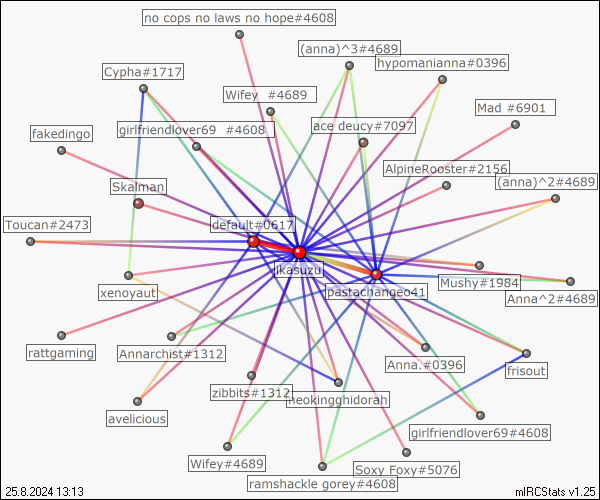 no cops no laws no hope#4608
(anna)^3#4689
hypomanianna#0396
Cypha#1717
Wifey #4689
Mad #6901
girlfriendlover69 #4608
ace deucy#7097
fakedingo
AlpineRooster#2156
(anna)^2#4689
Skalman
Toucan#2473
default#0617
ikasuzu
xenoyaut
pastachangeo41
Mushy#1984
Anna^2#4689
rattgaming
Annarchist#1312
Anna.#0396
frisout
zibbits#1312
neokingghidorah
avelicious
girlfriendlover69#4608
Wifey#4689
Soxy Foxy#5076
ramshackle gorey#4608
25.8.2024 13:13
mIRCStats v1.25